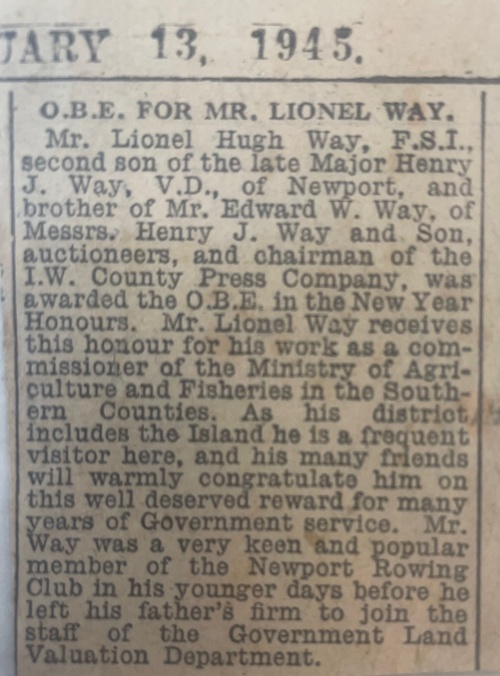 UARY 13, 1945.
O.B.E. FOR MR. LIONEL WAY.
Mr. Lionel Hugh Way, F.S.I.,
second son of the late Major Henry
J. Way, V.D., of Newport, and
brother of Mr. Edward W. Way, of
Messrs. Henry J. Way and Son,
auctioneers, and chairman of the
I.W. County Press Company, was
awarded the O.B.E. in the New Year
Honours. Mr. Lionel Way receives
this honour for his work as a com-
missioner of the Ministry of Agri-
culture and Fisheries in the South-
ern Counties. As his district
includes the Island he is a frequent
visitor here, and his many friends
will warmly congratulate him on
this well deserved reward for many
years of Government service. Mr.
Way was a very keen and popular
member of the Newport Rowing
Club in his younger days before he
left his father's firm to join the
staff of the Government Land
Valuation Department.